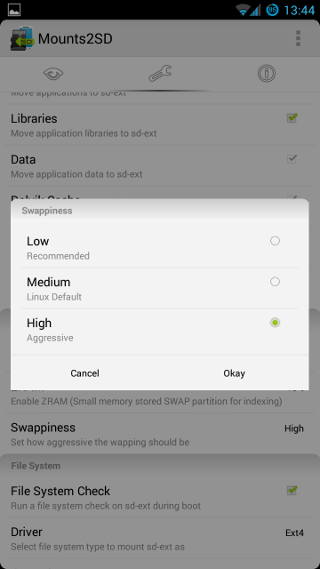 85 13:44
Mounts2SD
Move applications to sd-ext
Libraries
Move application libraries to sd-ext
Data
Move application data to sd-ext
Swappiness
Low
Recommended
Medium
Linux Default
High
Aggressive
Cancel
Okay
Enable ZRAM (Small memory stored SWAP partition for indexing)
Swappiness
High
Set how aggressive the wapping should be
File System
File System Check
Run a file system check on sd-ext during boot
Driver
Ext4
Select file system type to mount sd-ext as